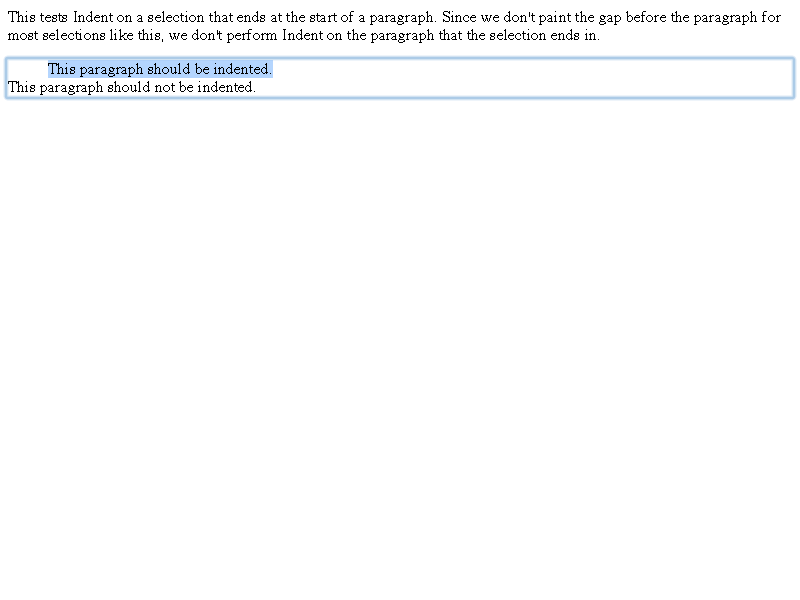 This tests Indent on a selection that ends at the start of a paragraph. Since we don't paint the gap before the paragraph for
most selections like this, we don't perform Indent on the paragraph that the selection ends in.
This paragraph should be indented.
This paragraph should not be indented.